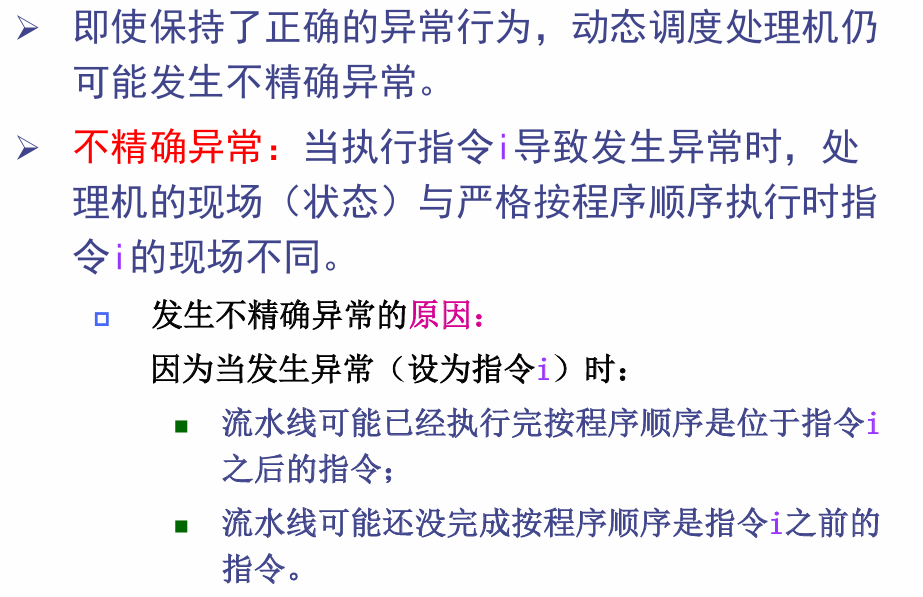 即使保持了正确的异常行为，动态调度处理机仍
可能发生不精确异常。
不精确异常：当执行指令i导致发生异常时，处
理机的现场（状态）与严格按程序顺序执行时指
令i的现场不同。
发生不精确异常的原因：
因为当发生异常（设为指令i）时：
流水线可能已经执行完按程序顺序是位于指令i
之后的指令；
流水线可能还没完成按程序顺序是指令i之前的
指令。